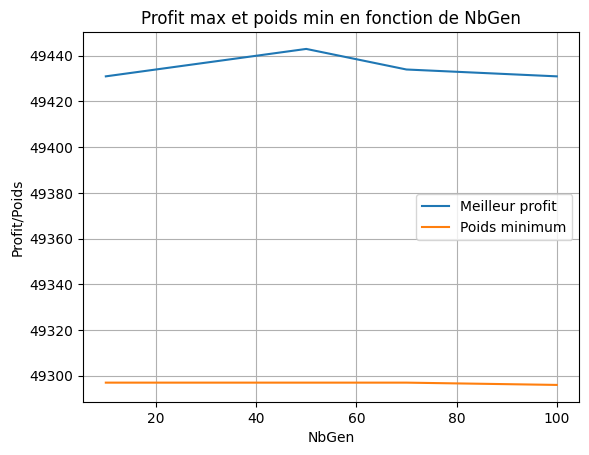 Profit max et poids min en fonction de NbGen
49440
49420
49400
49380
49360
49340
49320
49300
Profit/Poids
Meilleur profit
Poids minimum
20
40
60
80
100
NbGen